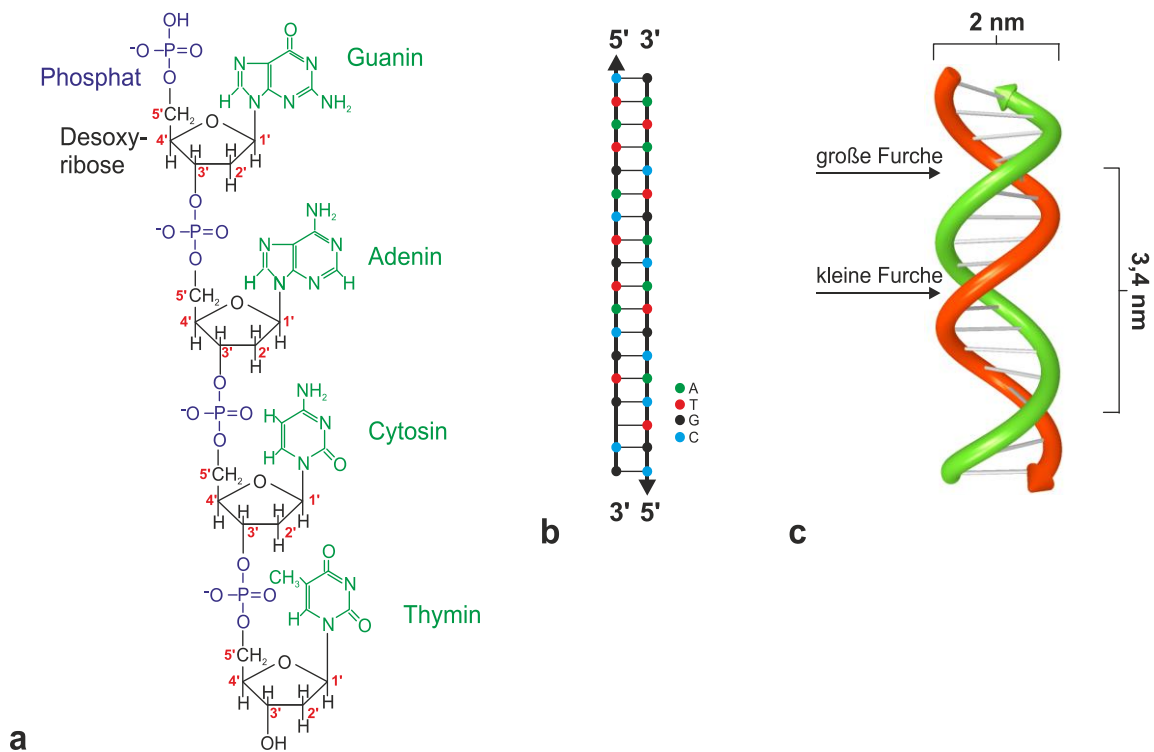 OH
⁻O–P=O
O
Phosphat
5'
CH₂
O
4'
1'
H
H
H
H
3'
2'
H
Desoxy-
ribose
O
N
N
H
N
N
NH₂
Guanin
O
⁻O–P=O
O
5'
CH₂
O
4'
1'
H
H
H
H
3'
2'
H
NH₂
N
N
H
N
N
H
Adenin
O
⁻O–P=O
O
5'
CH₂
O
4'
1'
H
H
H
H
3'
2'
H
NH₂
H
N
H
N
O
Cytosin
O
⁻O–P=O
O
5'
CH₂
O
4'
1'
H
H
H
H
3'
2'
H
OH
O
CH₃
N
H
N
O
Thymin
a
5' 3'
A
T
G
C
3' 5'
b
2 nm
große Furche
kleine Furche
3,4 nm
c